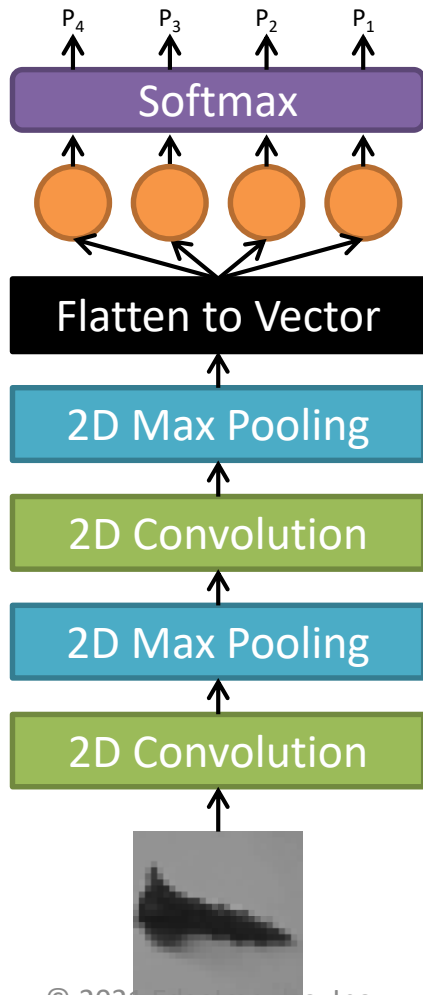 P4 P3 P2 P1
Softmax
Flatten to Vector
2D Max Pooling
2D Convolution
2D Max Pooling
2D Convolution
©